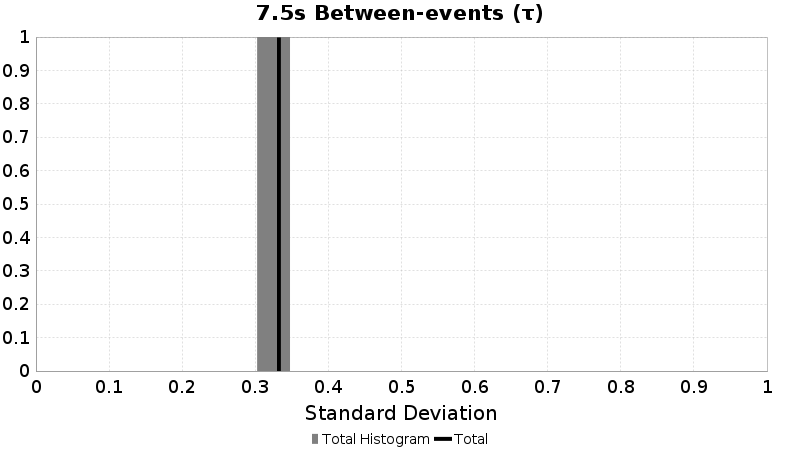 7.5s Between-events (τ)
1
0.9
0.8
0.7
0.6
0.5
0.4
0.3
0.2
0.1
0
0 0.1 0.2 0.3 0.4 0.5 0.6 0.7 0.8 0.9 1
Standard Deviation
Total Histogram Total